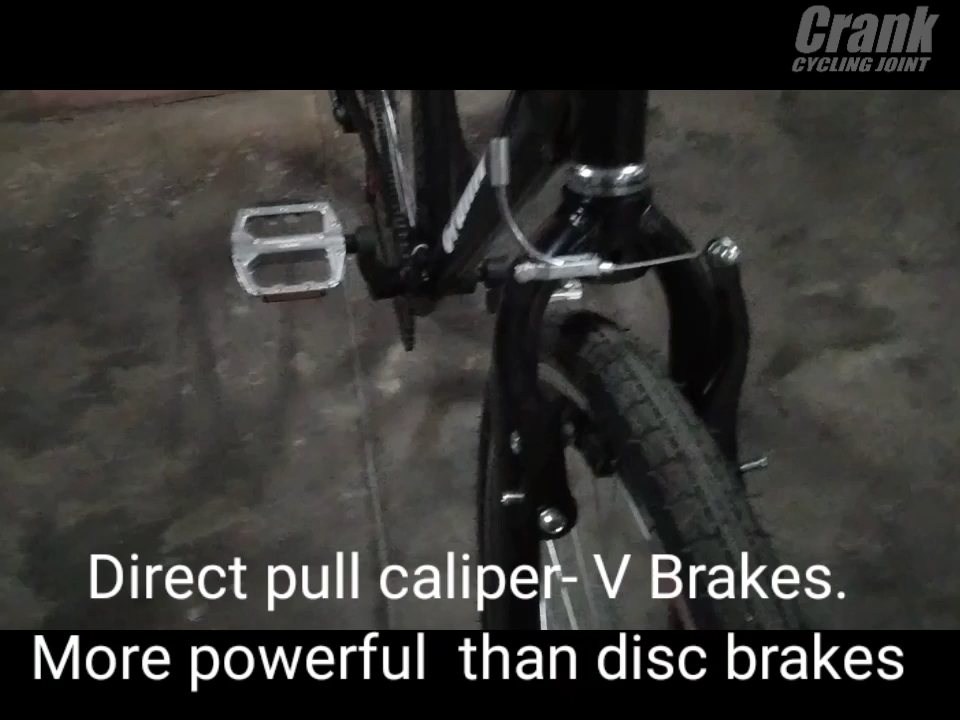 Crank
CYCLING JOINT
Direct pull caliper- V Brakes.
More powerful  than disc brakes